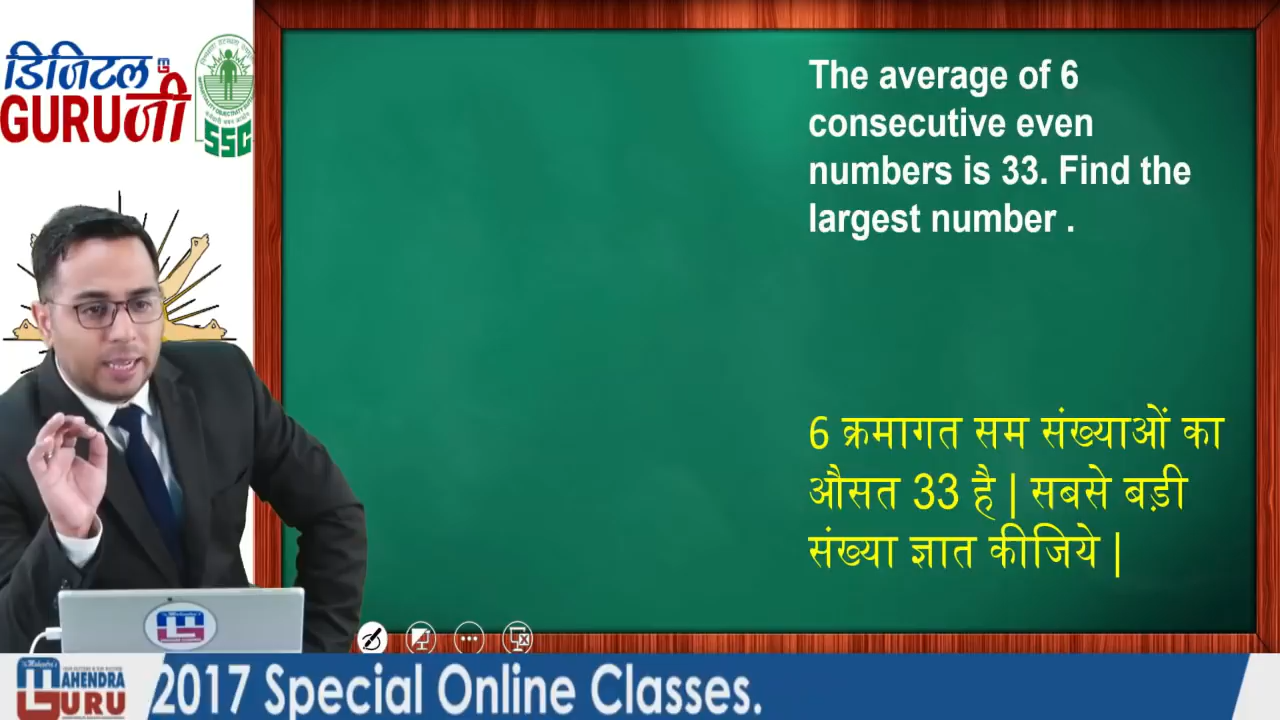 डिजिटल
GURUजी
SSC
The average of 6
consecutive even
numbers is 33. Find the
largest number .
6 क्रमागत सम संख्याओं का
औसत 33 है | सबसे बड़ी
संख्या ज्ञात कीजिये |
MAHENDRA
GURU
2017 Special Online Classes.